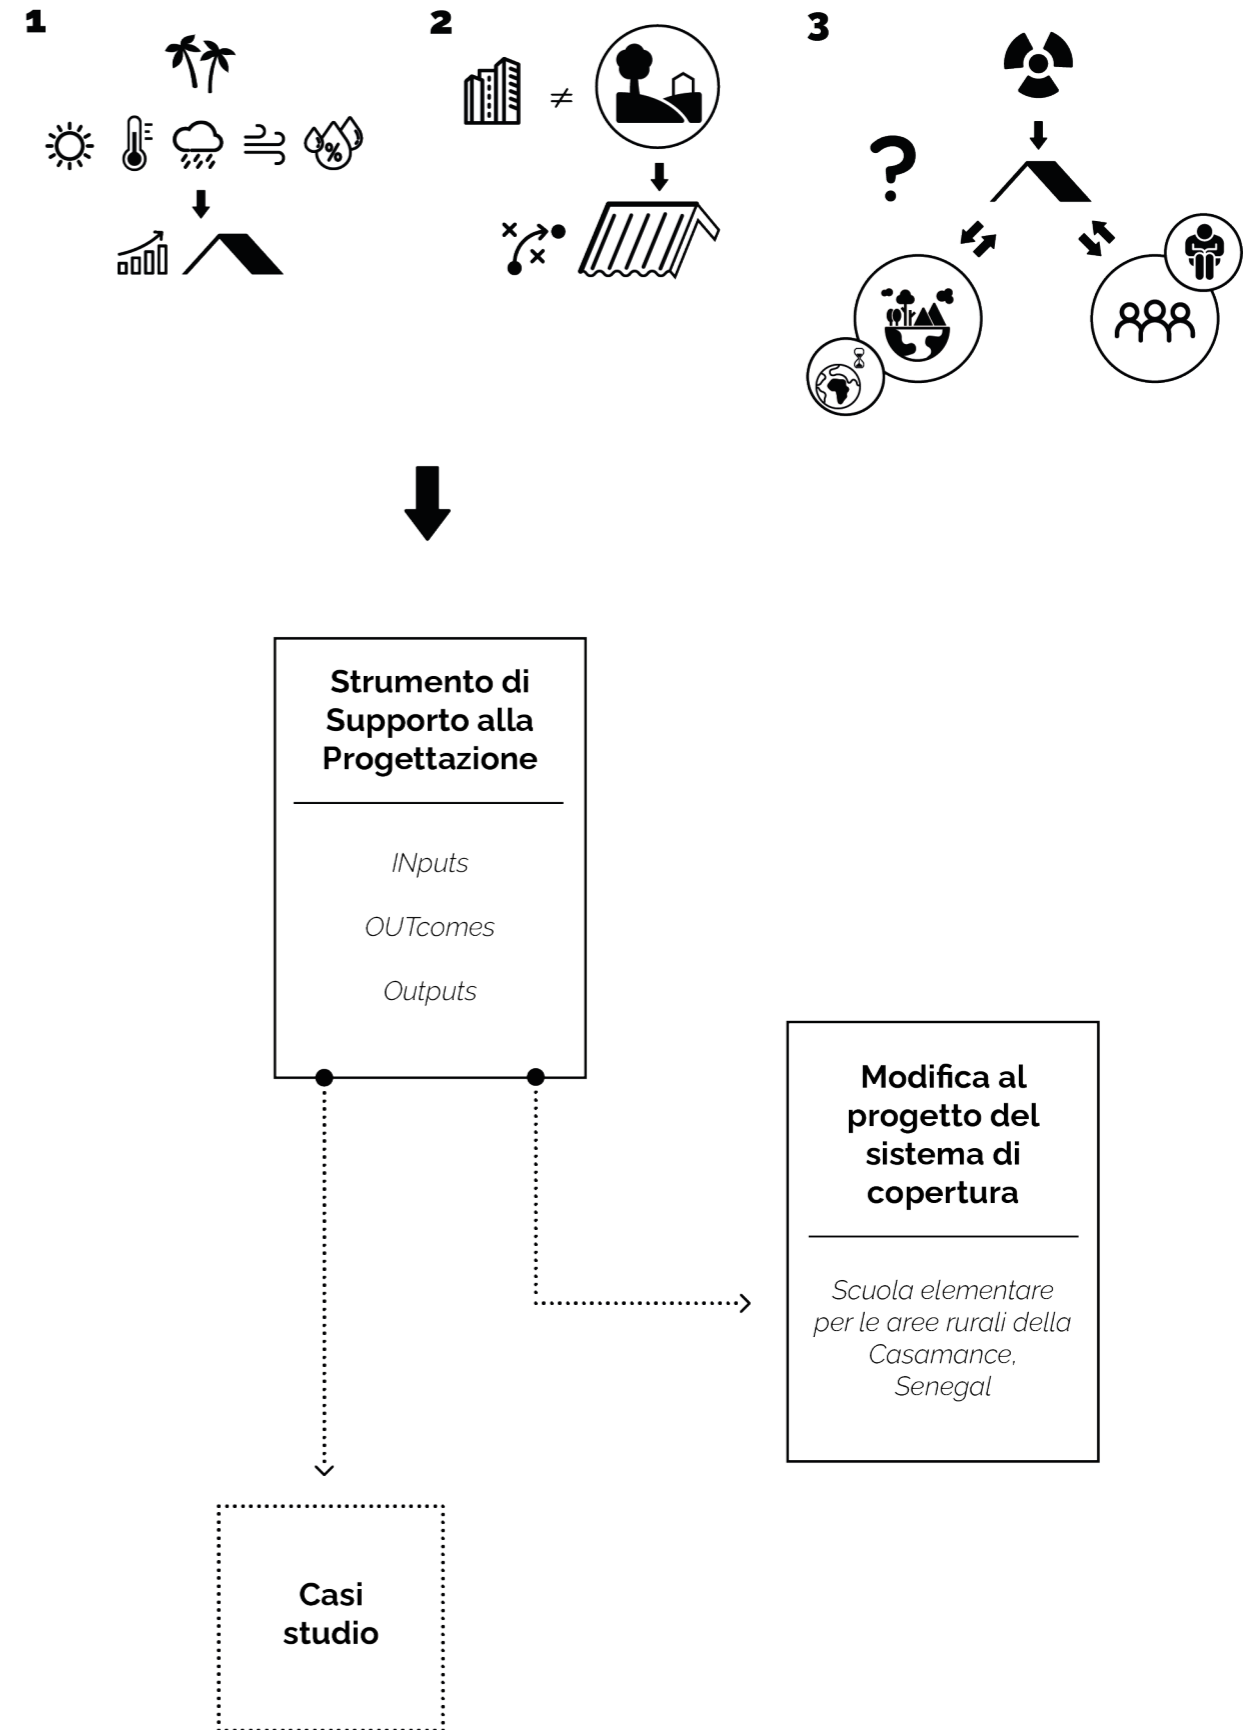 1
2
3
≠
%
?
Strumento di
Supporto alla
Progettazione
INputs
OUTcomes
Outputs
Modifica al
progetto del
sistema di
copertura
Scuola elementare
per le aree rurali della
Casamance,
Senegal
Casi
studio